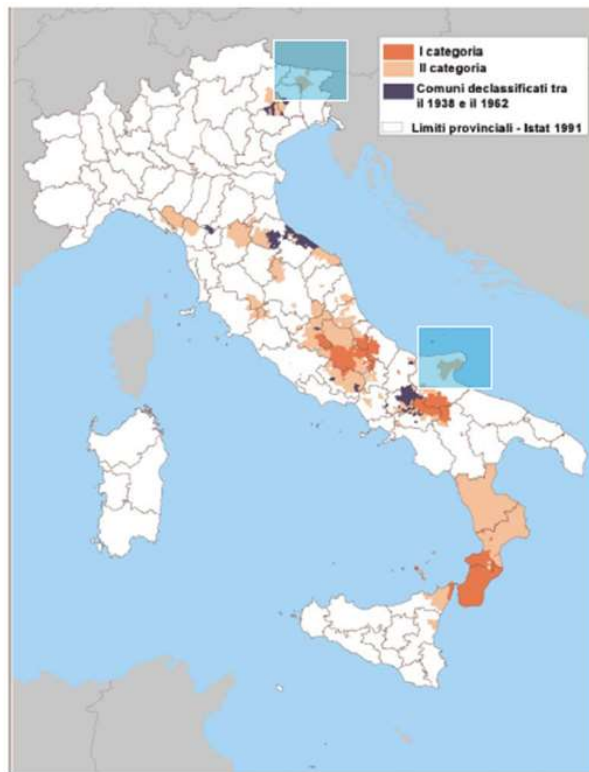 I categoria
II categoria
Comuni declassificati tra
il 1938 e il 1962
Limiti provinciali - Istat 1991